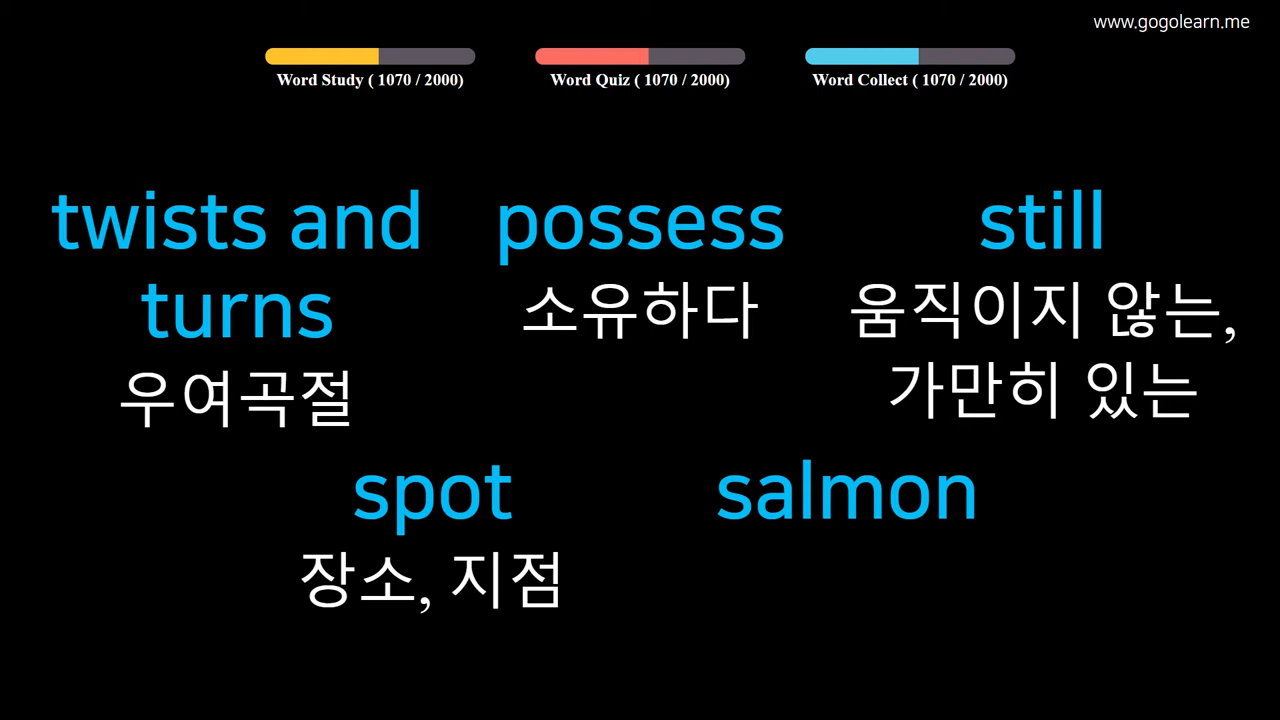 www.gogolearn.me
Word Study ( 1070 / 2000)
Word Quiz ( 1070 / 2000)
Word Collect ( 1070 / 2000)
twists and
turns
우여곡절
possess
소유하다
still
움직이지 않는,
가만히 있는
spot
장소, 지점
salmon